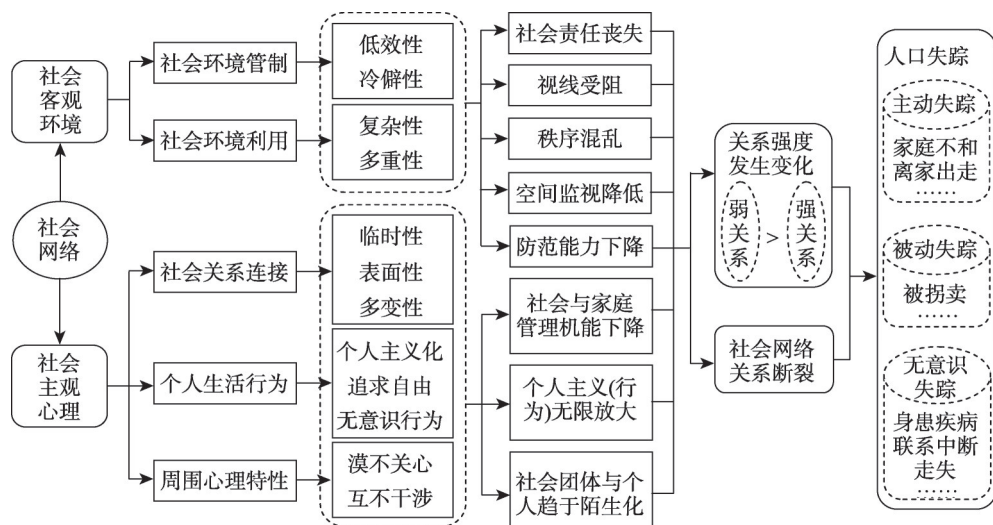 社会
网络
社会
客观
环境
社会
主观
心理
社会环境管制
社会环境利用
社会关系连接
个人生活行为
周围心理特性
低效性
冷僻性
复杂性
多重性
临时性
表面性
多变性
个人主义化
追求自由
无意识行为
漠不关心
互不干涉
社会责任丧失
视线受阻
秩序混乱
空间监视降低
防范能力下降
社会与家庭
管理机能下降
个人主义(行
为)无限放大
社会团体与个
人趋于陌生化
关系强度
发生变化
弱关系
>
强关系
社会网络
关系断裂
人口失踪
主动失踪
家庭不和
离家出走
……
被动失踪
被拐卖
……
无意识
失踪
身患疾病
联系中断
走失
……